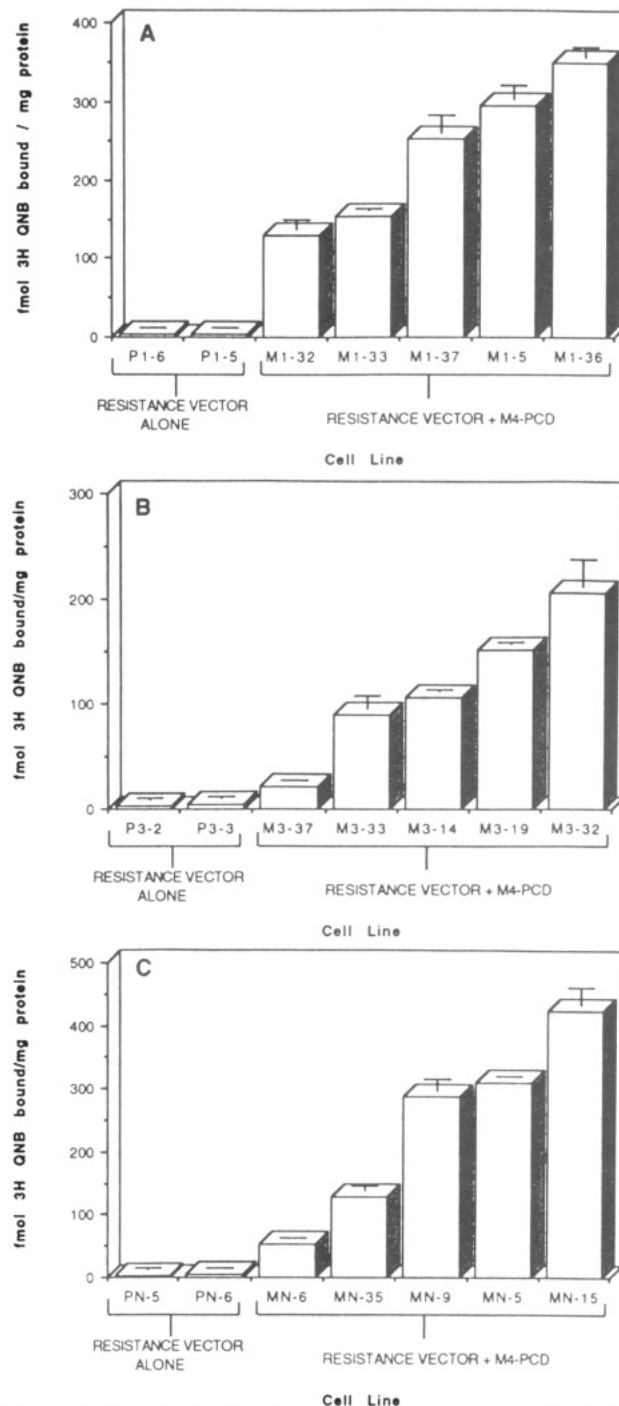 A
fmol 3H QNB bound / mg protein
400
300
200
100
0
P1-6 P1-5 M1-32 M1-33 M1-37 M1-5 M1-36
RESISTANCE VECTOR ALONE
RESISTANCE VECTOR + M4-PCD
Cell Line
B
fmol 3H QNB bound/mg protein
300
200
100
0
P3-2 P3-3 M3-37 M3-33 M3-14 M3-19 M3-32
RESISTANCE VECTOR ALONE
RESISTANCE VECTOR + M4-PCD
Cell Line
C
fmol 3H QNB bound/mg protein
500
400
300
200
100
0
PN-5 PN-6 MN-6 MN-35 MN-9 MN-5 MN-15
RESISTANCE VECTOR ALONE
RESISTANCE VECTOR + M4-PCD
Cell Line